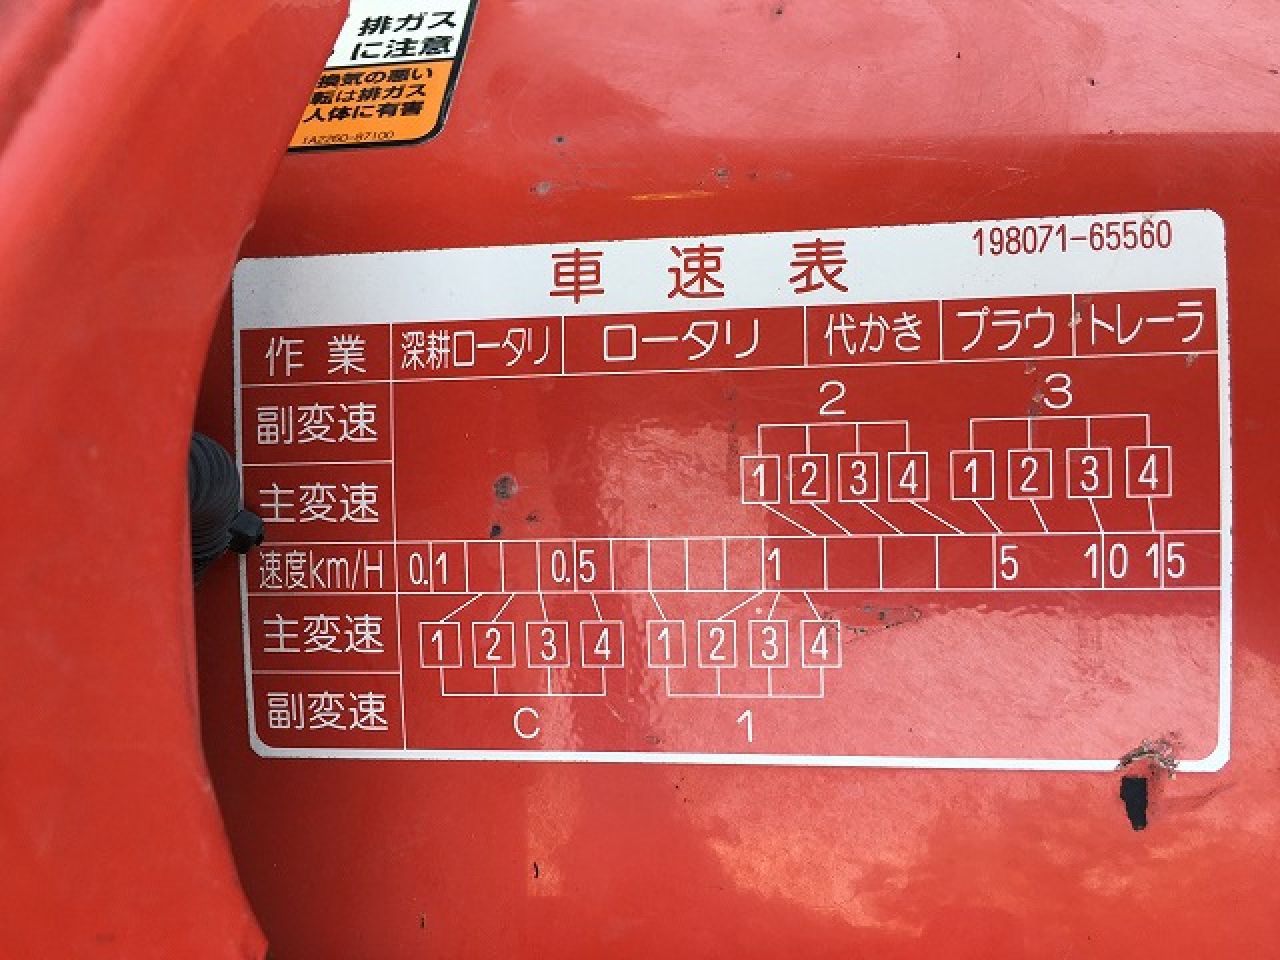 排ガス
に注意
換気の悪い
転は排ガス
人体に有害
1A7260-87100
車速表 198071-65560
作業 深耕ロータリ ロータリ 代かき プラウ トレーラ
副変速 2 3
主変速 1 2 3 4 1 2 3 4
速度km/H 0.1 0.5 1 5 10 15
主変速 1 2 3 4 1 2 3 4
副変速 C 1